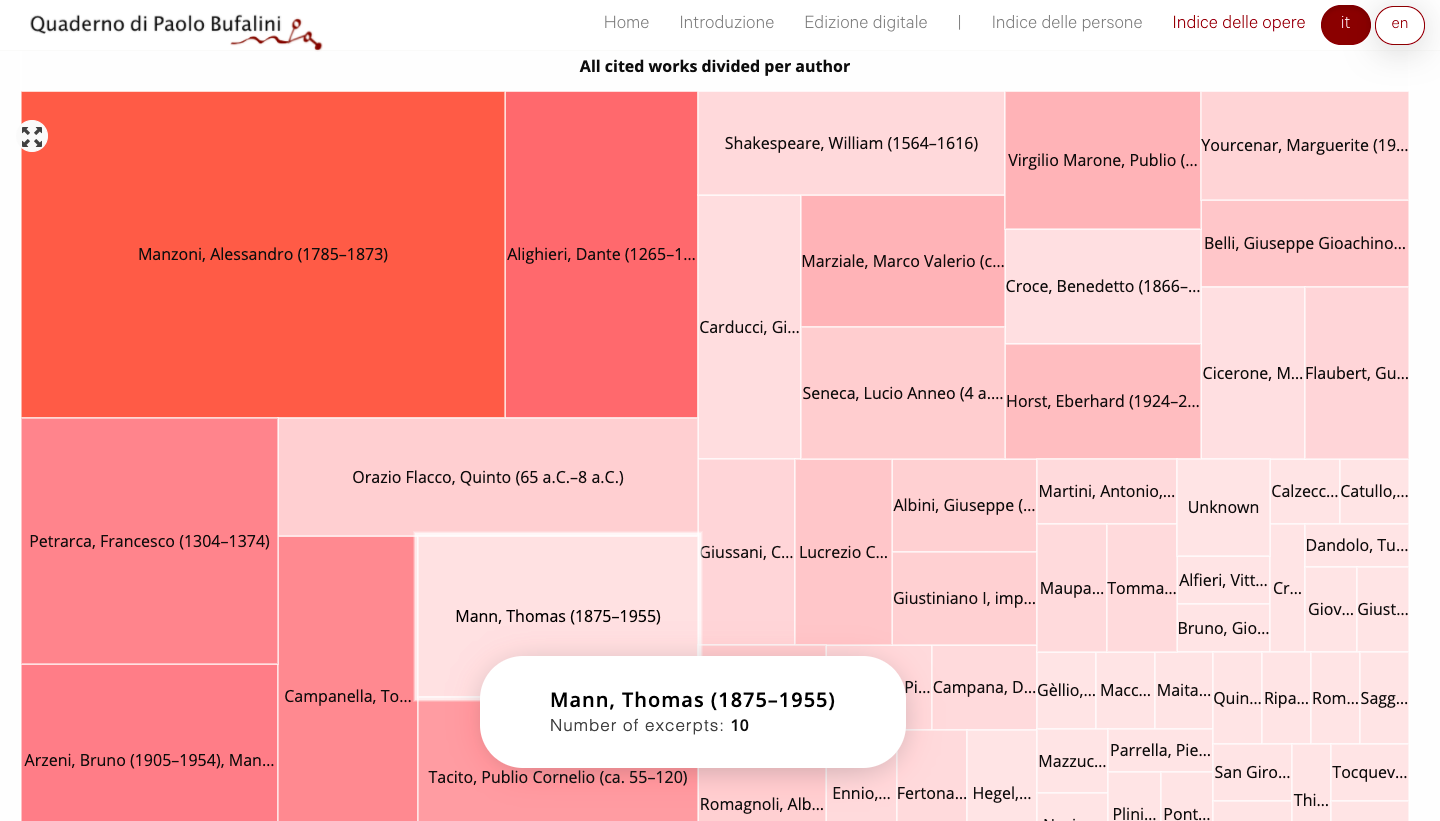 Quaderno di Paolo Bufalini
Home Introduzione Edizione digitale | Indice delle persone Indice delle opere it en
All cited works divided per author
Manzoni, Alessandro (1785–1873)
Alighieri, Dante (1265–1...
Shakespeare, William (1564–1616)
Virgilio Marone, Publio (...
Yourcenar, Marguerite (19...
Belli, Giuseppe Gioachino...
Marziale, Marco Valerio (c...
Croce, Benedetto (1866–...
Carducci, Gi...
Seneca, Lucio Anneo (4 a....
Horst, Eberhard (1924–2...
Cicerone, M...
Flaubert, Gu...
Petrarca, Francesco (1304–1374)
Orazio Flacco, Quinto (65 a.C.–8 a.C.)
Mann, Thomas (1875–1955)
Campanella, To...
Arzeni, Bruno (1905–1954), Man...
Tacito, Publio Cornelio (ca. 55–120)
Mann, Thomas (1875–1955)
Number of excerpts: 10
Giussani, C...
Lucrezio C...
Albini, Giuseppe (...
Giustiniano I, imp...
Martini, Antonio,...
Unknown
Calzecc...
Catullo,...
Dandolo, Tu...
Maupa...
Tomma...
Alfieri, Vitt...
Bruno, Gio...
Cr...
Giov...
Giust...
Pi...
Campana, D...
Gèllio,...
Macc...
Maita...
Quin...
Ripa...
Rom...
Sagg...
Romagnoli, Alb...
Ennio,...
Fertona...
Hegel,...
Mazzuc...
Parrella, Pie...
Plini...
Pont...
San Giro...
Thi...
Tocquev...